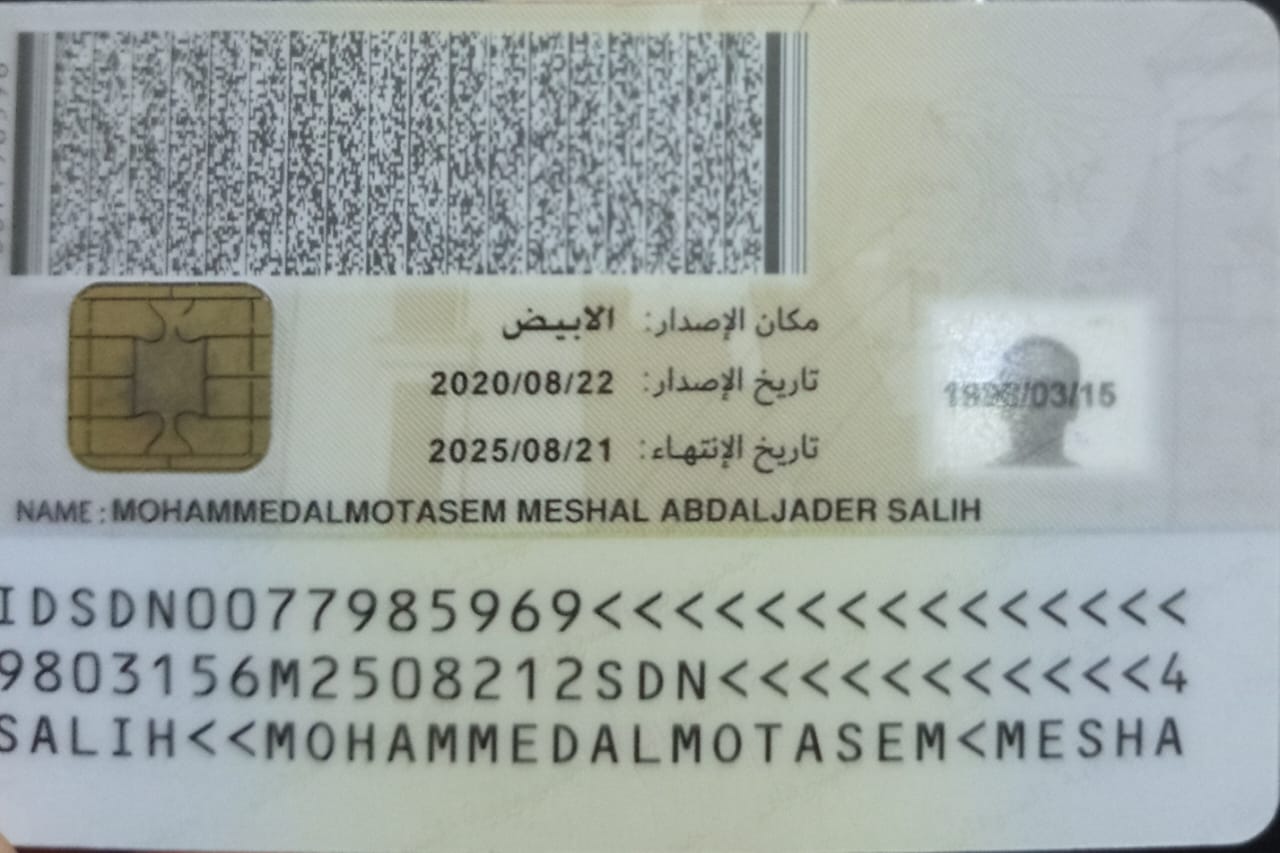 مكان الإصدار: الابيض
تاريخ الإصدار: 2020/08/22
تاريخ الإنتهاء: 2025/08/21
NAME : MOHAMMEDALMOTASEM MESHAL ABDALJADER SALIH
IDSDN0077985969<<<<<<<<<<<<<<<
9803156M2508212SDN<<<<<<<<<<<4
SALIH<<MOHAMMEDALMOTASEM<MESHA